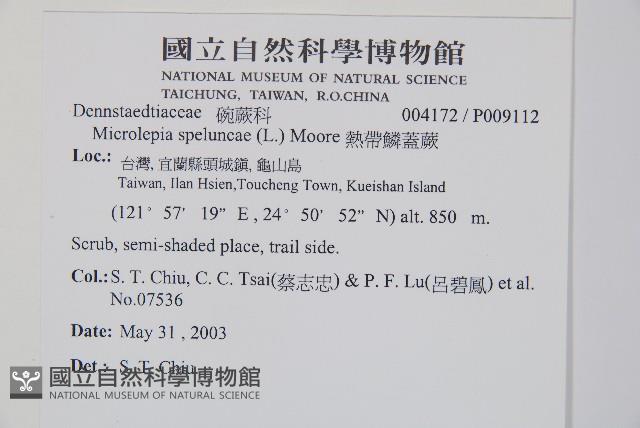 國立自然科學博物館
NATIONAL MUSEUM OF NATURAL SCIENCE
TAICHUNG, TAIWAN, R.O.CHINA
Dennstaedtiaceae 碗蕨科 004172 / P009112
Microlepia speluncae (L.) Moore 熱帶鱗蓋蕨
Loc.: 台灣, 宜蘭縣頭城鎮, 龜山島
Taiwan, Ilan Hsien,Toucheng Town, Kueishan Island
(121° 57' 19" E , 24° 50' 52" N) alt. 850 m.
Scrub, semi-shaded place, trail side.
Col.: S. T. Chiu, C. C. Tsai(蔡志忠) & P. F. Lu(呂碧鳳) et al.
No.07536
Date: May 31 , 2003
Det : S. T. Chiu
國立自然科學博物館
NATIONAL MUSEUM OF NATURAL SCIENCE